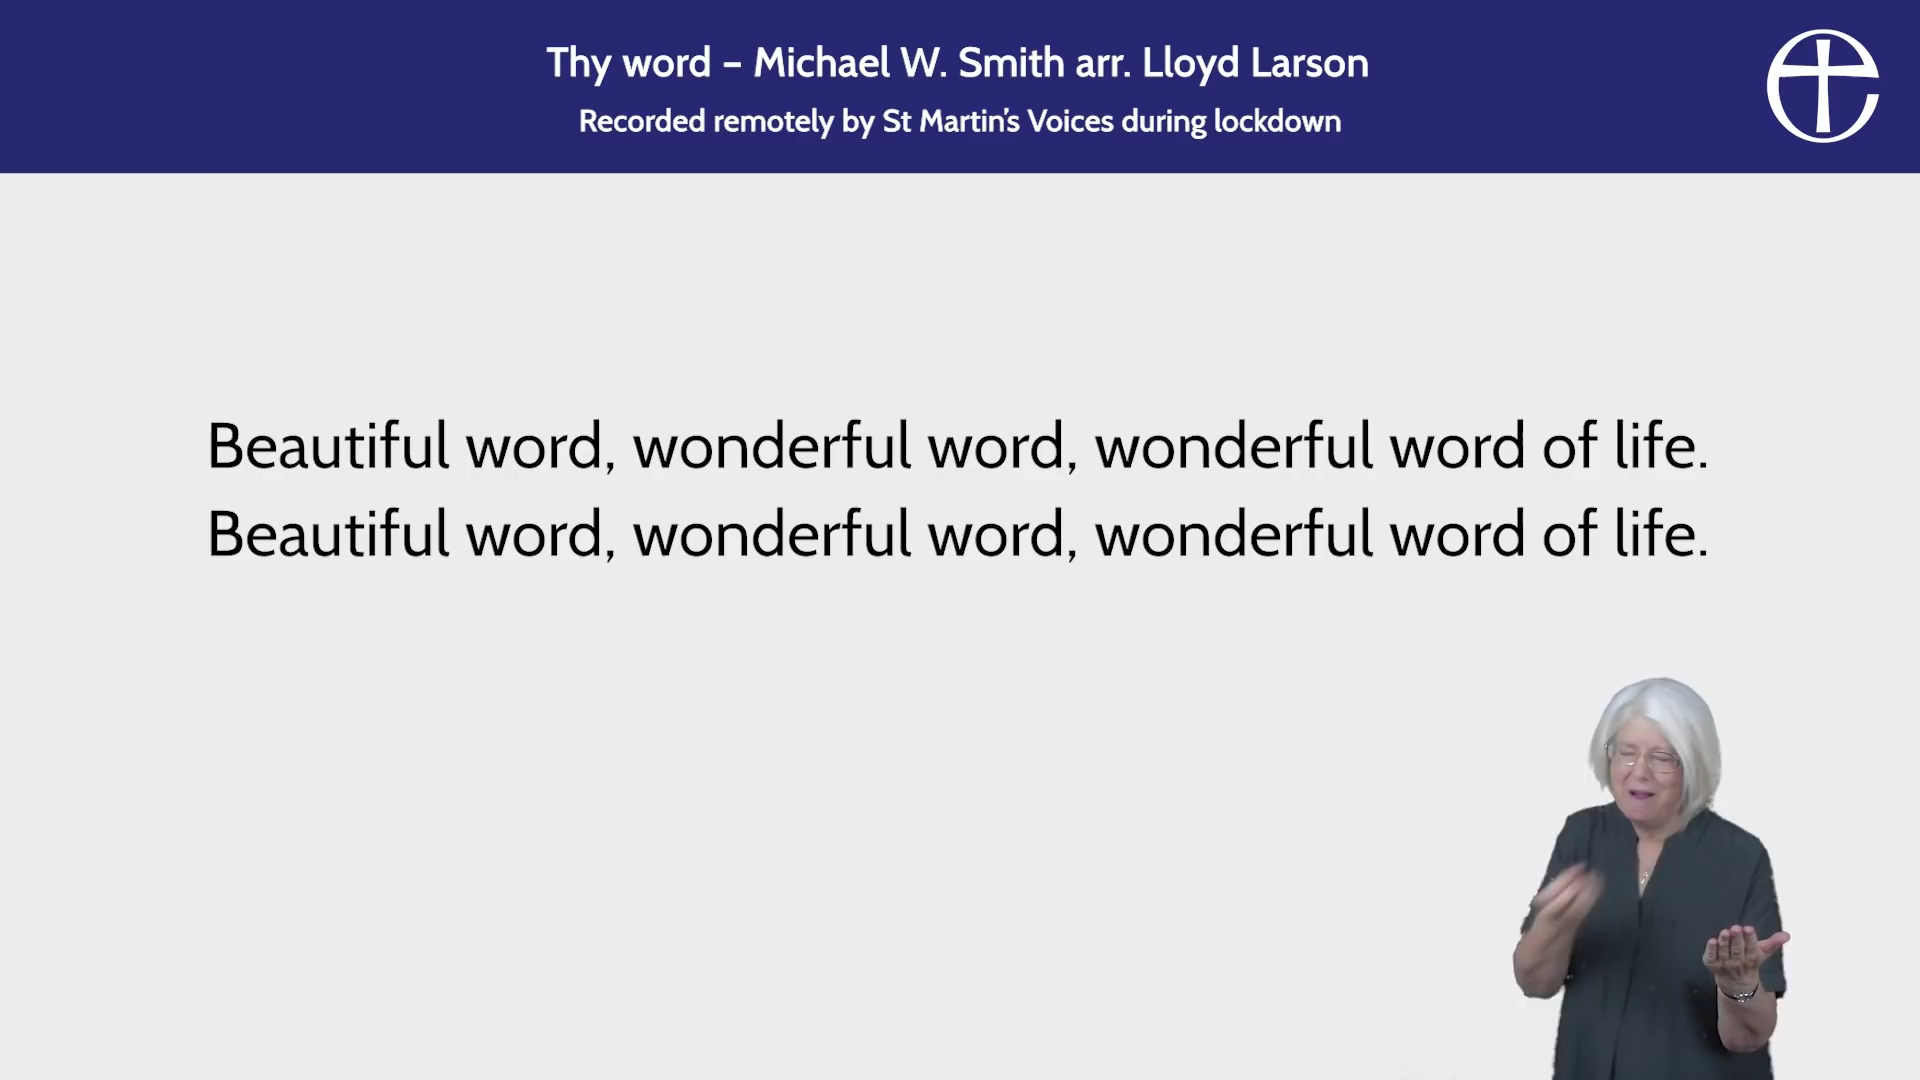 Thy word – Michael W. Smith arr. Lloyd Larson
Recorded remotely by St Martin's Voices during lockdown
Beautiful word, wonderful word, wonderful word of life.
Beautiful word, wonderful word, wonderful word of life.